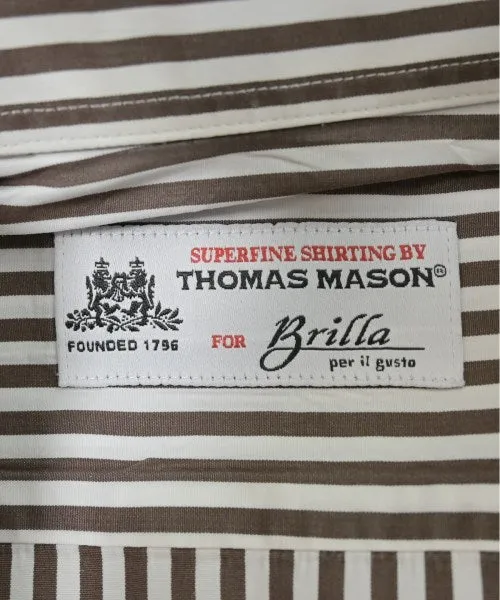 SUPERFINE SHIRTING BY
THOMAS MASON®
FOUNDED 1796
FOR Brilla
per il gusto